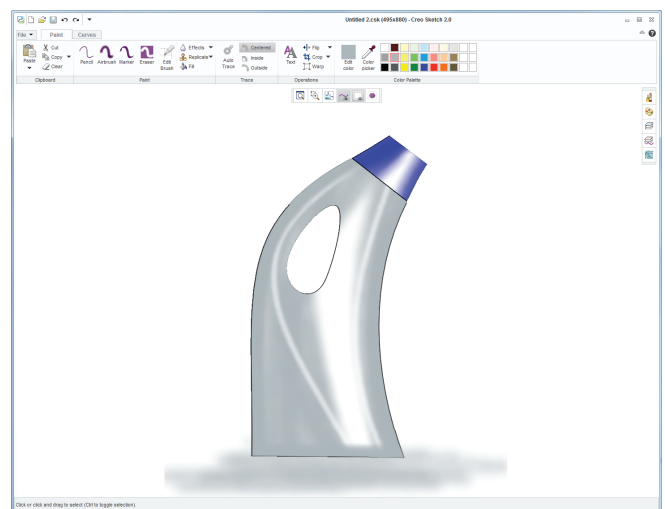 Untitled 2.csk (495x880) - Creo Sketch 2.0
File Paint Curves
Paste
Cut
Copy
Clear
Clipboard
Pencil Airbrush Marker Eraser Edit Brush
Effects
Replicate
Fill
Paint
Auto Trace
Centered
Inside
Outside
Trace
Text
Flip
Crop
Warp
Operations
Edit color
Color picker
Color Palette
Click or click and drag to select (Ctrl to toggle selection).